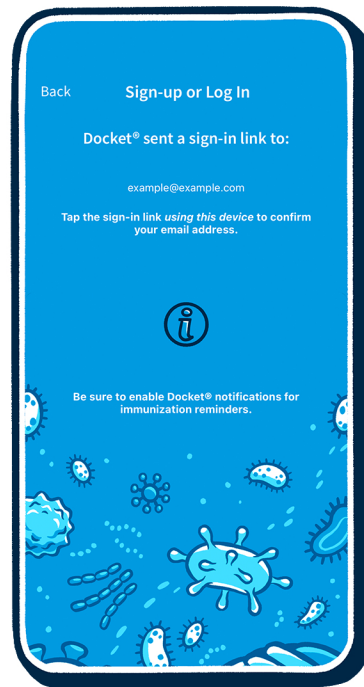 Back
Sign-up or Log In
Docket® sent a sign-in link to:
example@example.com
Tap the sign-in link using this device to confirm
your email address.
i
Be sure to enable Docket® notifications for
immunization reminders.